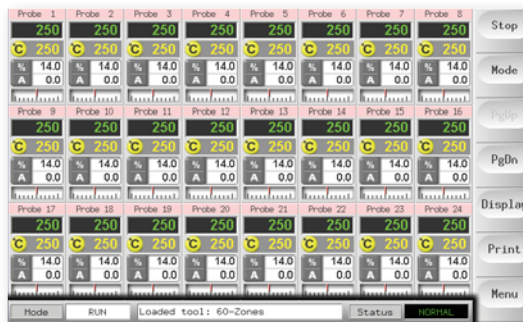 Probe 1 Probe 2 Probe 3 Probe 4 Probe 5 Probe 6 Probe 7 Probe 8
250 250 250 250 250 250 250 250
°C 250 °C 250 °C 250 °C 250 °C 250 °C 250 °C 250 °C 250
% 14.0 % 14.0 % 14.0 % 14.0 % 14.0 % 14.0 % 14.0 % 14.0
A 0.0 A 0.0 A 0.0 A 0.0 A 0.0 A 0.0 A 0.0 A 0.0
Probe 9 Probe 10 Probe 11 Probe 12 Probe 13 Probe 14 Probe 15 Probe 16
250 250 250 250 250 250 250 250
°C 250 °C 250 °C 250 °C 250 °C 250 °C 250 °C 250 °C 250
% 14.0 % 14.0 % 14.0 % 14.0 % 14.0 % 14.0 % 14.0 % 14.0
A 0.0 A 0.0 A 0.0 A 0.0 A 0.0 A 0.0 A 0.0 A 0.0
Probe 17 Probe 18 Probe 19 Probe 20 Probe 21 Probe 22 Probe 23 Probe 24
250 250 250 250 250 250 250 250
°C 250 °C 250 °C 250 °C 250 °C 250 °C 250 °C 250 °C 250
% 14.0 % 14.0 % 14.0 % 14.0 % 14.0 % 14.0 % 14.0 % 14.0
A 0.0 A 0.0 A 0.0 A 0.0 A 0.0 A 0.0 A 0.0 A 0.0
Mode RUN Loaded tool: 60-Zones Status NORMAL
Stop
Mode
PgUp
PgDn
Display
Print
Menu